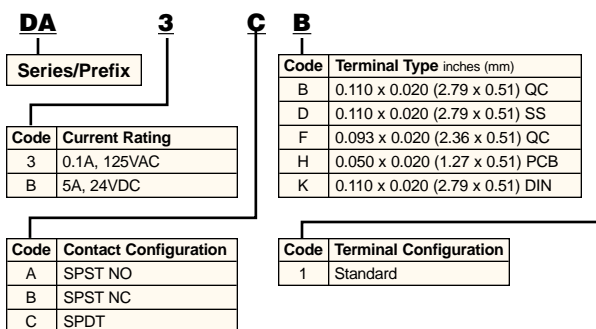 DA 3 C B
Series/Prefix
Code Terminal Type inches (mm)
B 0.110 x 0.020 (2.79 x 0.51) QC
D 0.110 x 0.020 (2.79 x 0.51) SS
F 0.093 x 0.020 (2.36 x 0.51) QC
H 0.050 x 0.020 (1.27 x 0.51) PCB
K 0.110 x 0.020 (2.79 x 0.51) DIN
Code Current Rating
3 0.1A, 125VAC
B 5A, 24VDC
Code Contact Configuration
A SPST NO
B SPST NC
C SPDT
Code Terminal Configuration
1 Standard